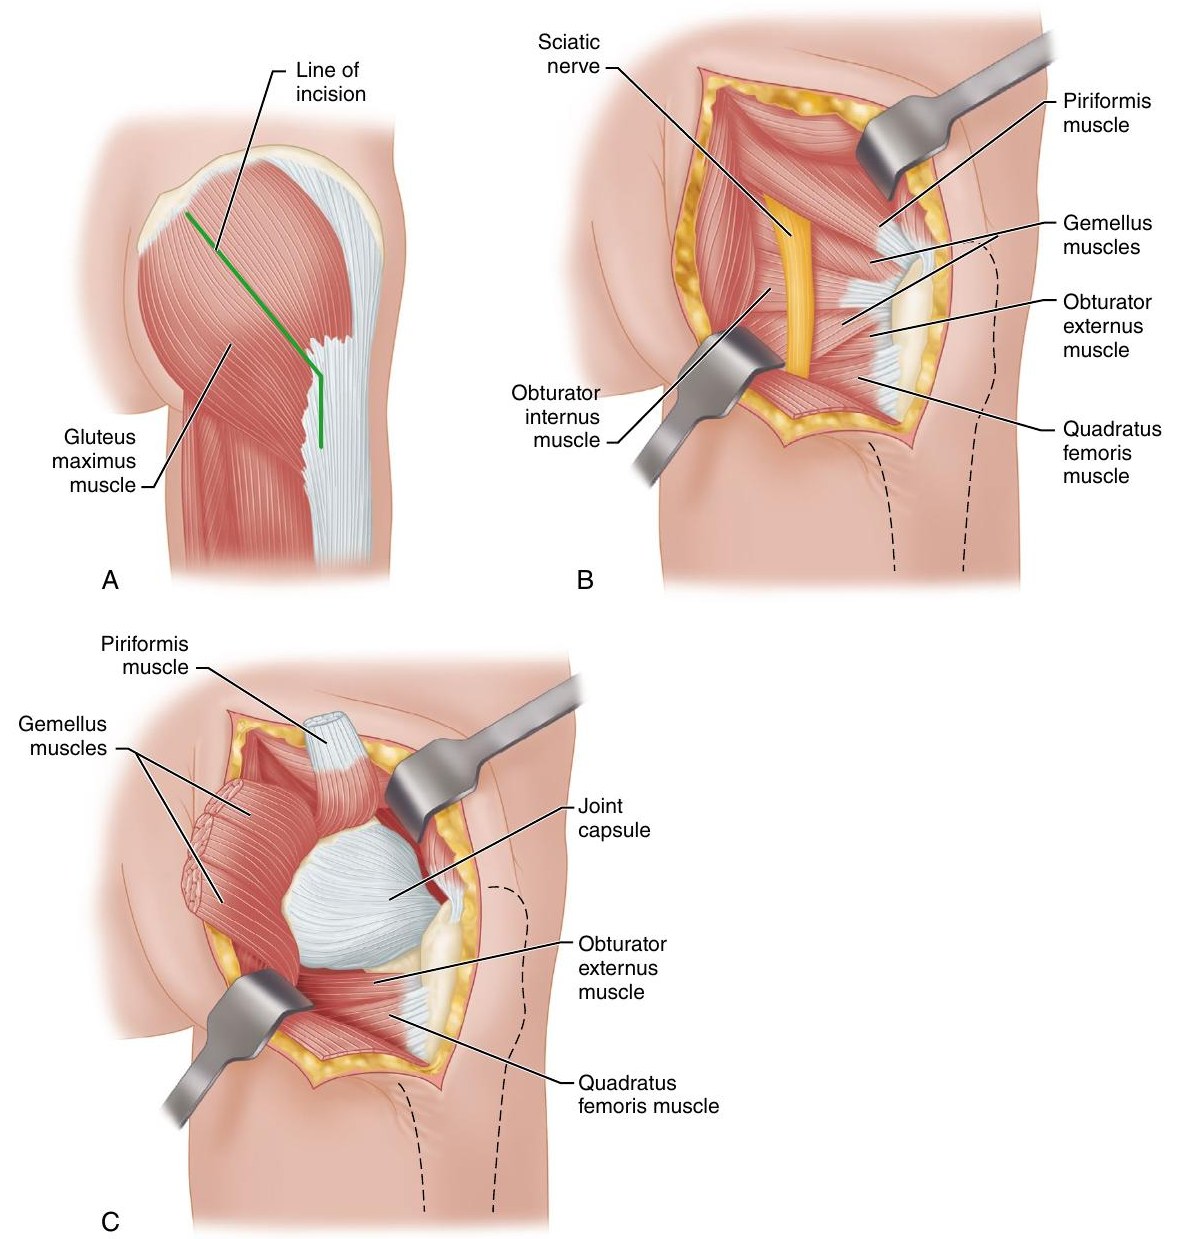 Line of
incision
Gluteus
maximus
muscle
A
Sciatic
nerve
Piriformis
muscle
Gemellus
muscles
Obturator
externus
muscle
Obturator
internus
muscle
Quadratus
femoris
muscle
B
Piriformis
muscle
Gemellus
muscles
Joint
capsule
Obturator
externus
muscle
Quadratus
femoris muscle
C